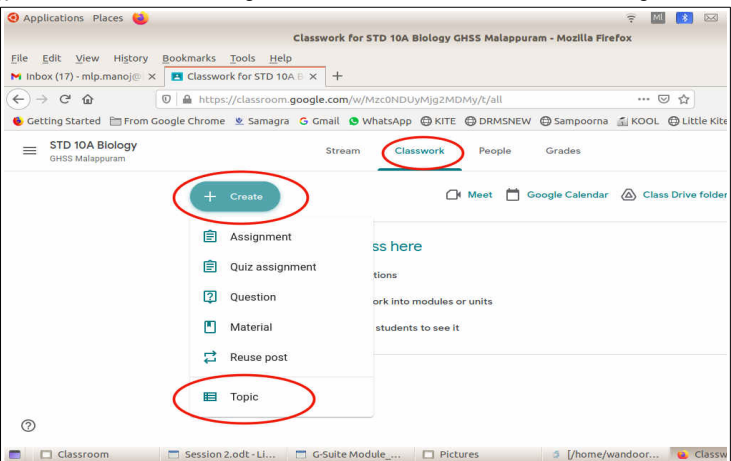 Applications Places Ml
Classwork for STD 10A Biology GHSS Malappuram - Mozilla Firefox
File Edit View History Bookmarks Tools Help
Inbox (17) - mlp.manoj@ × Classwork for STD 10A B × +
https://classroom.google.com/w/Mzc0NDUyMjg2MDMy/t/all
Getting Started From Google Chrome Samagra Gmail WhatsApp KITE DRMSNEW Sampoorna KOOL Little Kite
STD 10A Biology
GHSS Malappuram
Stream Classwork People Grades
+ Create Meet Google Calendar Class Drive folder
Assignment
ss here
Quiz assignment
tions
Question
ork into modules or units
Material
students to see it
Reuse post
Topic
Classroom Session 2.odt - Li... G-Suite Module_... Pictures [/home/wandoor... Classw